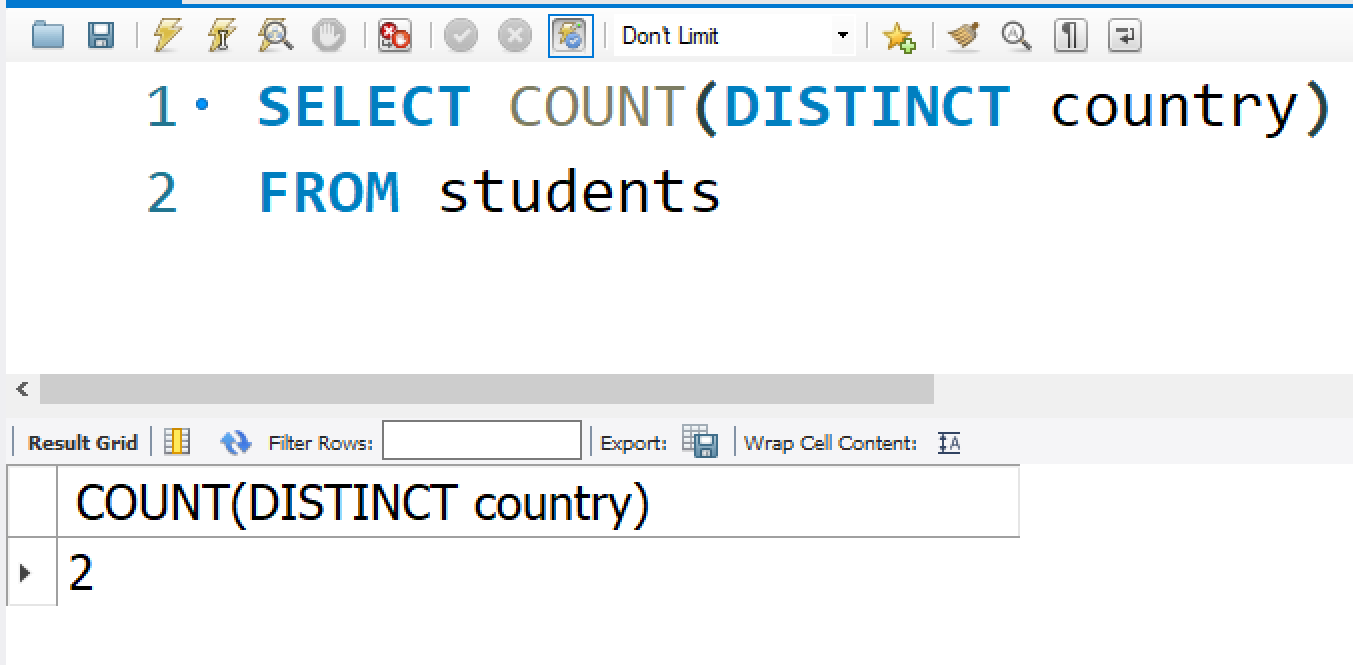 Don't Limit
1 SELECT COUNT(DISTINCT country)
2 FROM students
Result Grid Filter Rows: Export: Wrap Cell Content:
COUNT(DISTINCT country)
2